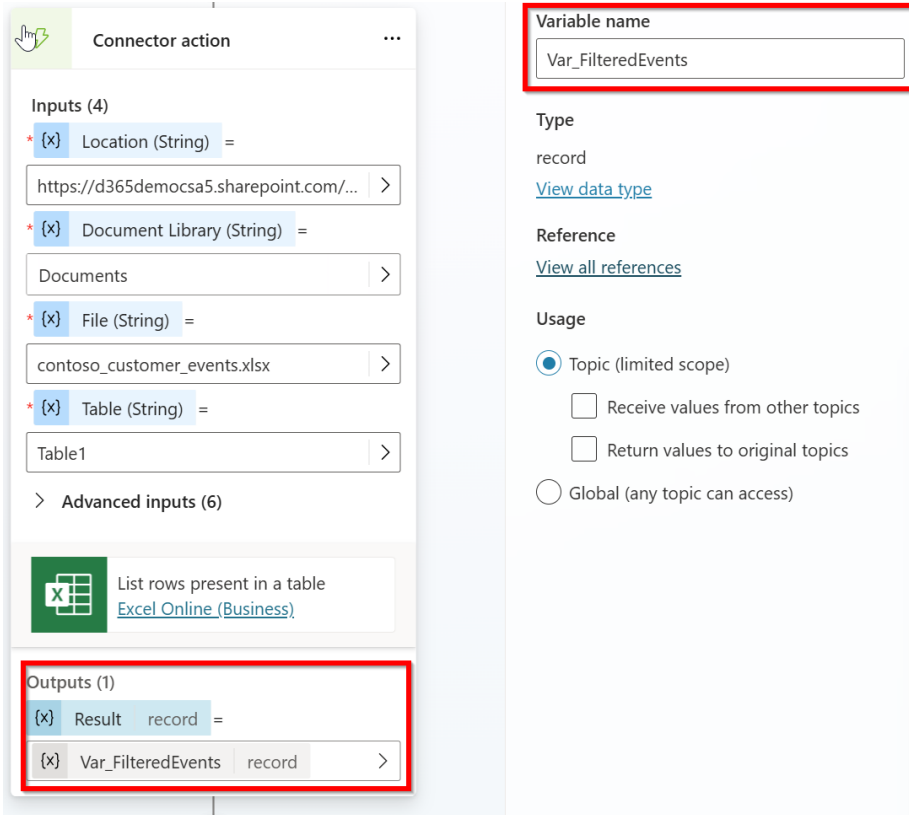 Connector action
...
Inputs (4)
* {x} Location (String) =
https://d365democsa5.sharepoint.com/...
* {x} Document Library (String) =
Documents
* {x} File (String) =
contoso_customer_events.xlsx
* {x} Table (String) =
Table1
Advanced inputs (6)
List rows present in a table
Excel Online (Business)
Outputs (1)
{x} Result record =
{x} Var_FilteredEvents record
Variable name
Var_FilteredEvents
Type
record
View data type
Reference
View all references
Usage
Topic (limited scope)
Receive values from other topics
Return values to original topics
Global (any topic can access)